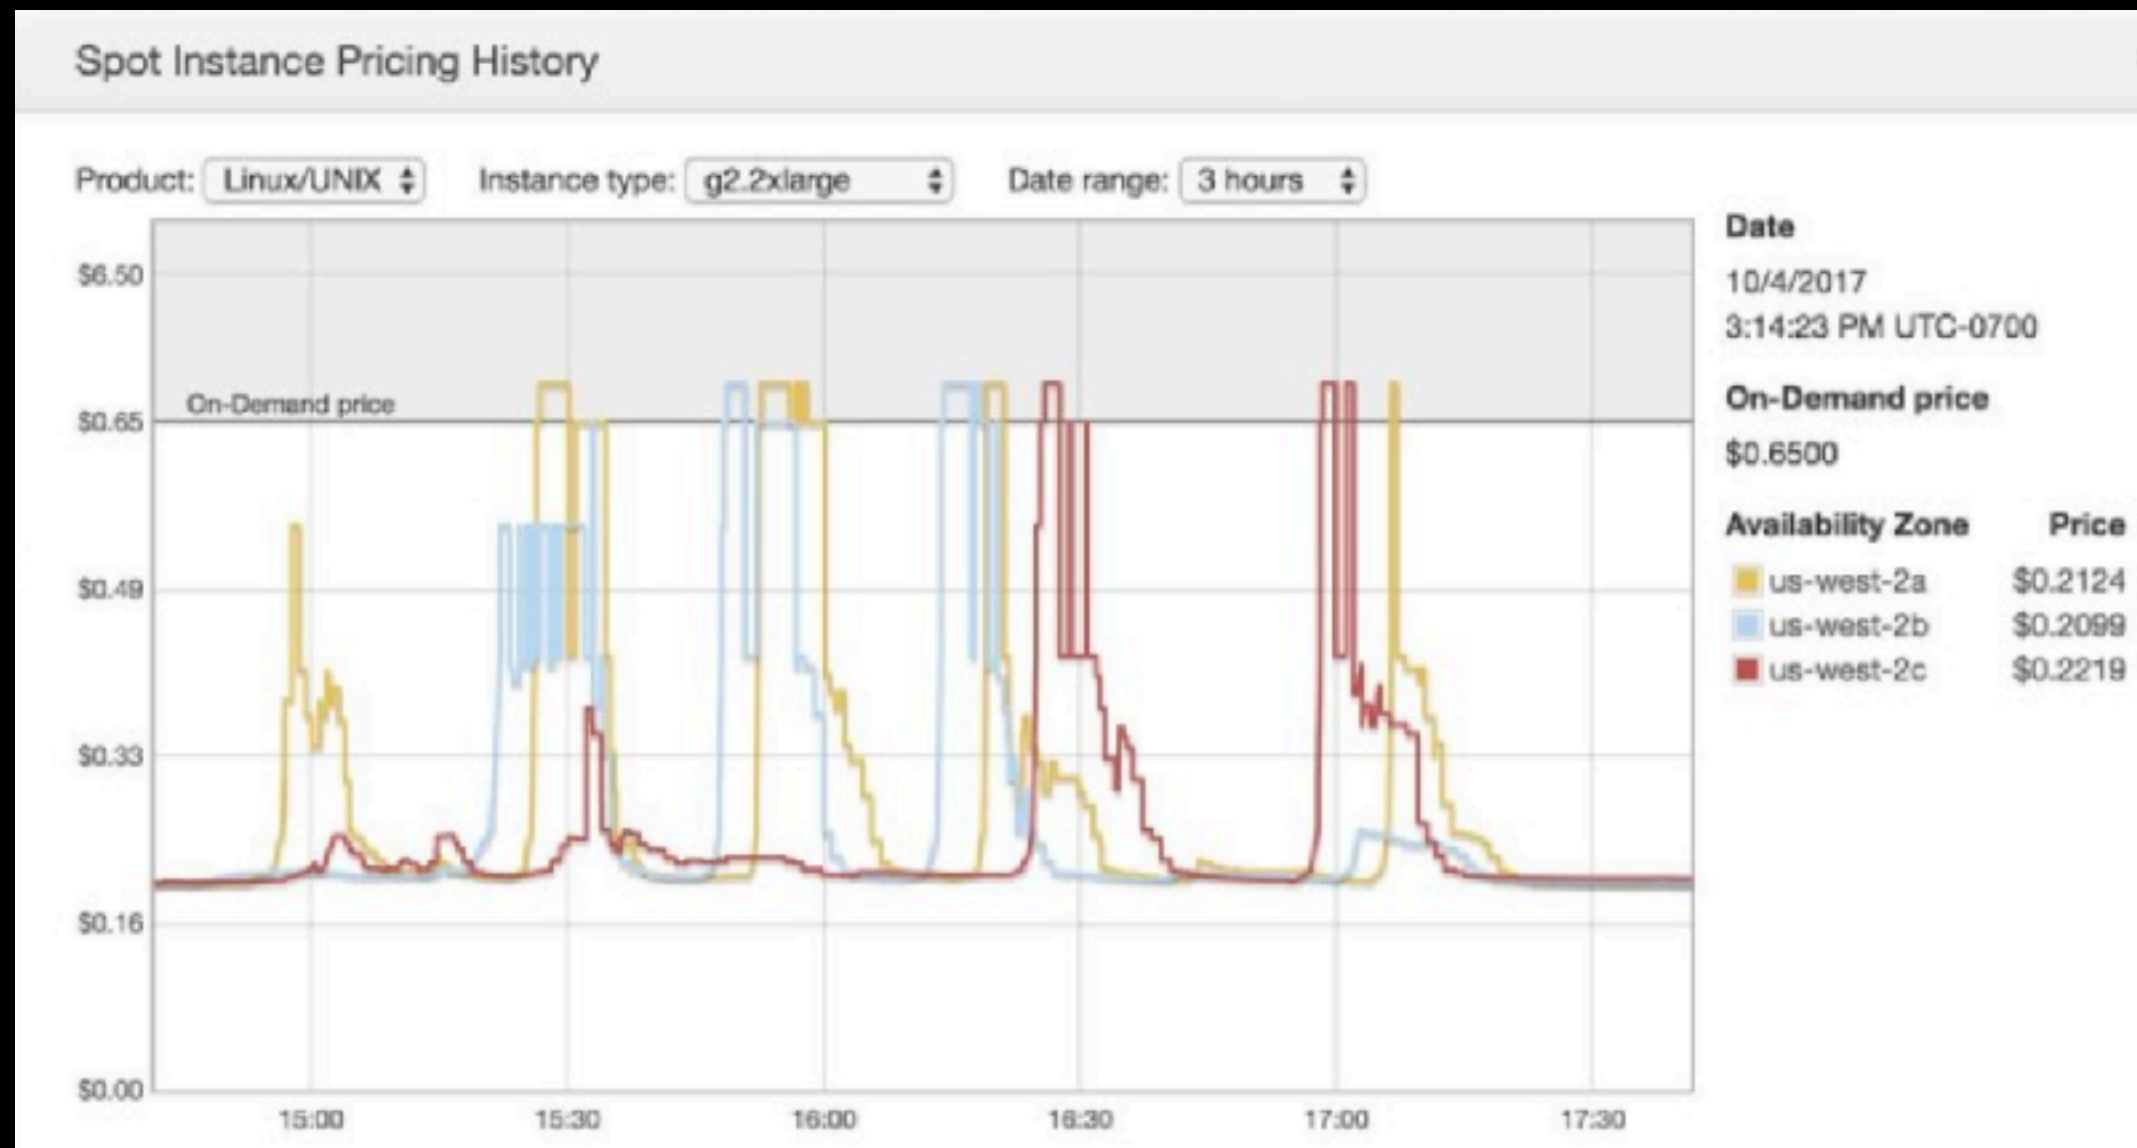 Spot Instance Pricing History
Product: Linux/UNIX Instance type: g2.2xlarge Date range: 3 hours
$6.50
On-Demand price
$0.65
$0.49
$0.33
$0.16
$0.00
15:00 15:30 16:00 16:30 17:00 17:30
Date
10/4/2017
3:14:23 PM UTC-0700
On-Demand price
$0.6500
Availability Zone Price
us-west-2a $0.2124
us-west-2b $0.2099
us-west-2c $0.2219